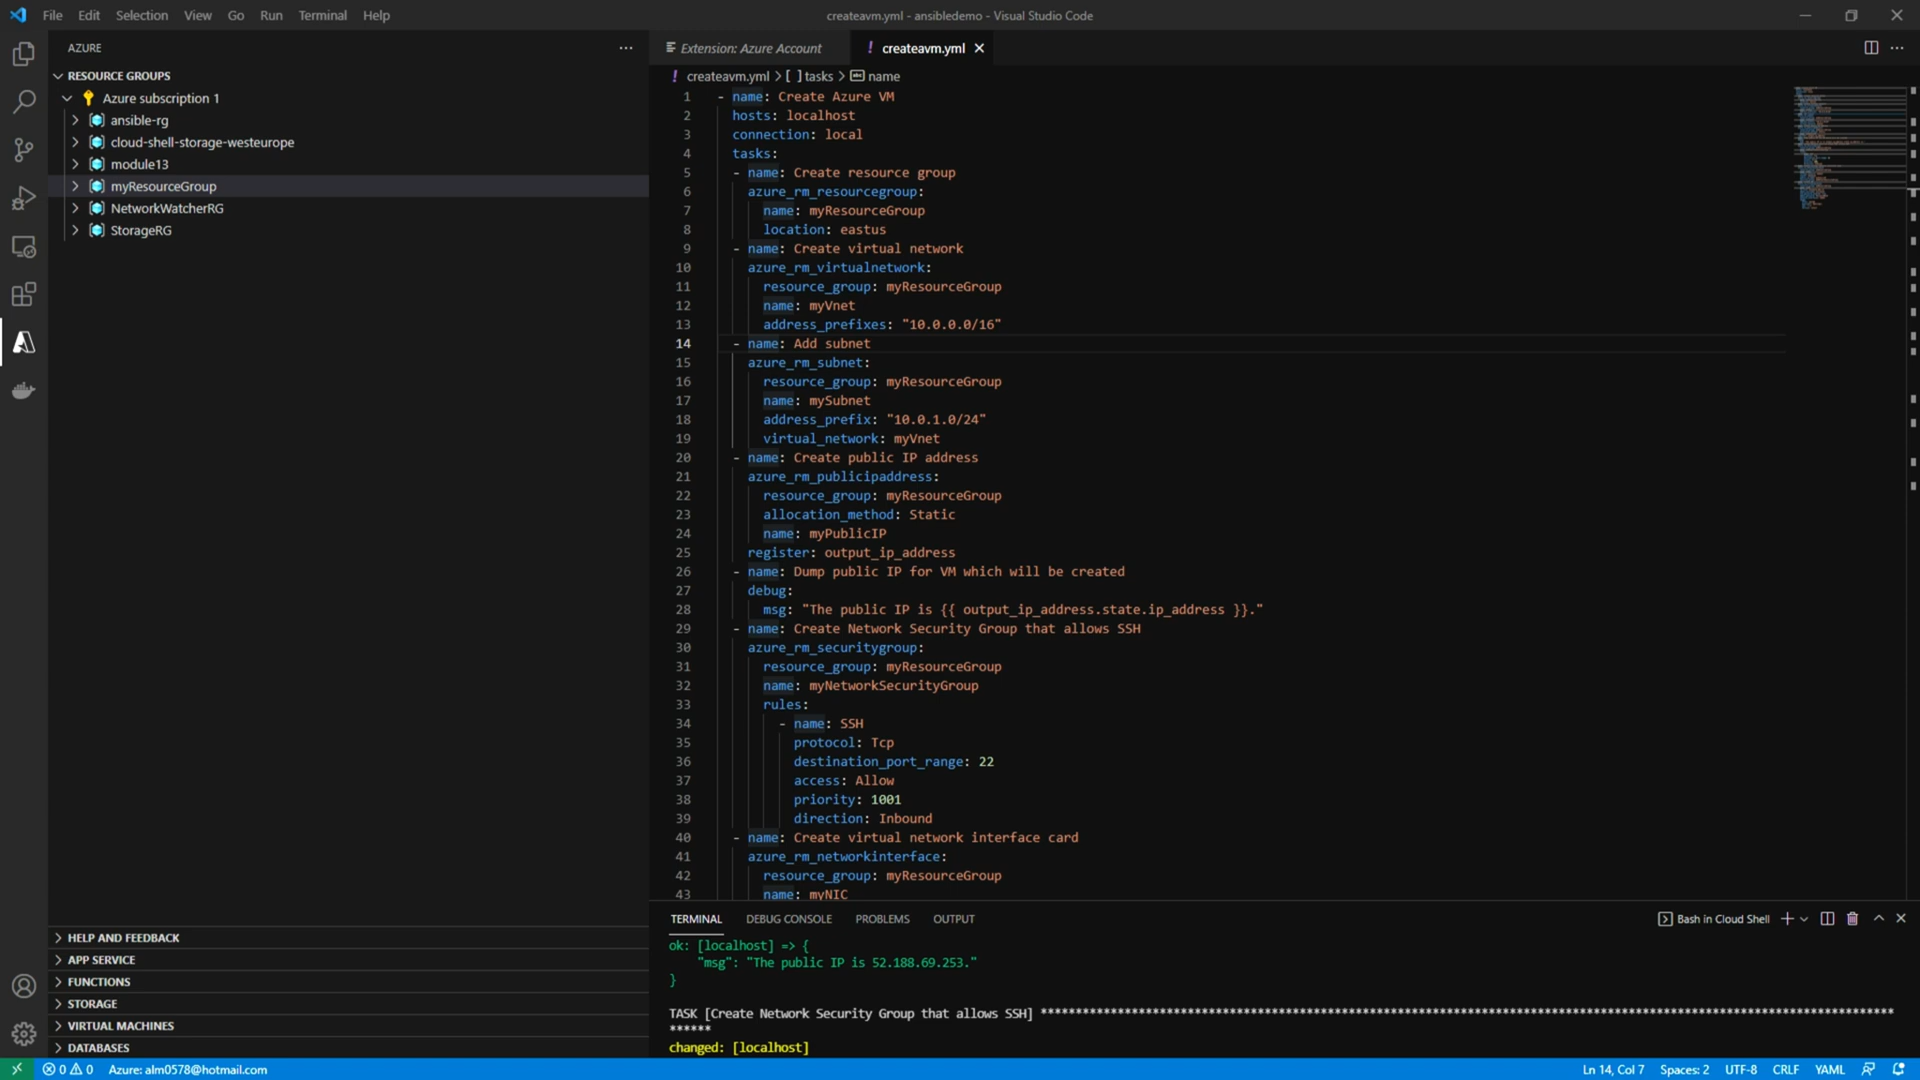 File Edit Selection View Go Run Terminal Help
createavm.yml - ansibledemo - Visual Studio Code
AZURE
RESOURCE GROUPS
Azure subscription 1
ansible-rg
cloud-shell-storage-westeurope
module13
myResourceGroup
NetworkWatcherRG
StorageRG
HELP AND FEEDBACK
APP SERVICE
FUNCTIONS
STORAGE
VIRTUAL MACHINES
DATABASES
Extension: Azure Account
! createavm.yml
! createavm.yml > [ ] tasks > name
1 - name: Create Azure VM
2 hosts: localhost
3 connection: local
4 tasks:
5 - name: Create resource group
6 azure_rm_resourcegroup:
7 name: myResourceGroup
8 location: eastus
9 - name: Create virtual network
10 azure_rm_virtualnetwork:
11 resource_group: myResourceGroup
12 name: myVnet
13 address_prefixes: "10.0.0.0/16"
14 - name: Add subnet
15 azure_rm_subnet:
16 resource_group: myResourceGroup
17 name: mySubnet
18 address_prefix: "10.0.1.0/24"
19 virtual_network: myVnet
20 - name: Create public IP address
21 azure_rm_publicipaddress:
22 resource_group: myResourceGroup
23 allocation_method: Static
24 name: myPublicIP
25 register: output_ip_address
26 - name: Dump public IP for VM which will be created
27 debug:
28 msg: "The public IP is {{ output_ip_address.state.ip_address }}."
29 - name: Create Network Security Group that allows SSH
30 azure_rm_securitygroup:
31 resource_group: myResourceGroup
32 name: myNetworkSecurityGroup
33 rules:
34 - name: SSH
35 protocol: Tcp
36 destination_port_range: 22
37 access: Allow
38 priority: 1001
39 direction: Inbound
40 - name: Create virtual network interface card
41 azure_rm_networkinterface:
42 resource_group: myResourceGroup
43 name: myNIC
TERMINAL DEBUG CONSOLE PROBLEMS OUTPUT
Bash in Cloud Shell
ok: [localhost] => {
"msg": "The public IP is 52.188.69.253."
}
TASK [Create Network Security Group that allows SSH] ***************************************************************************************************************
******
changed: [localhost]
0 0 Azure: alm0578@hotmail.com
Ln 14, Col 7 Spaces: 2 UTF-8 CRLF YAML